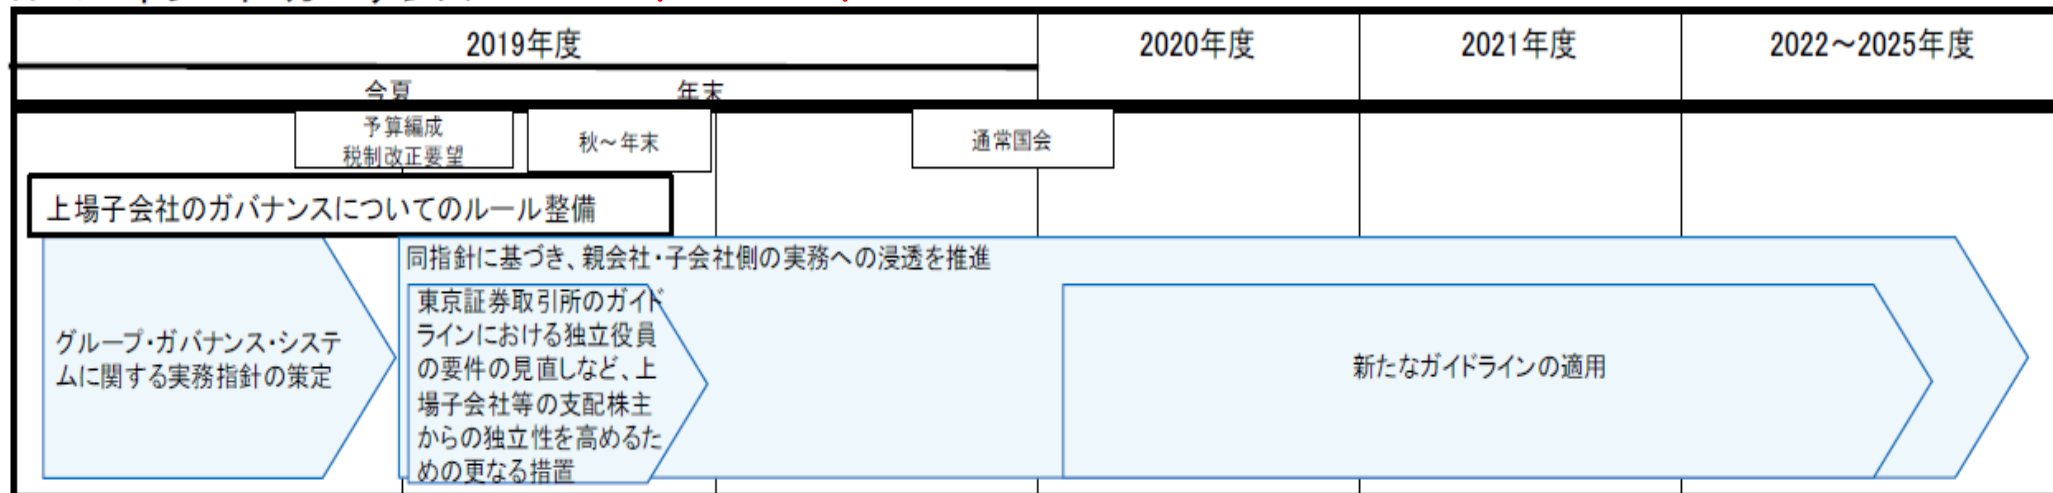 2019年度
2020年度
2021年度
2022～2025年度
今夏
年末
予算編成
税制改正要望
秋～年末
通常国会
上場子会社のガバナンスについてのルール整備
グループ・ガバナンス・システ
ムに関する実務指針の策定
同指針に基づき、親会社・子会社側の実務への浸透を推進
東京証券取引所のガイド
ラインにおける独立役員
の要件の見直しなど、上
場子会社等の支配株主
からの独立性を高めるた
めの更なる措置
新たなガイドラインの適用